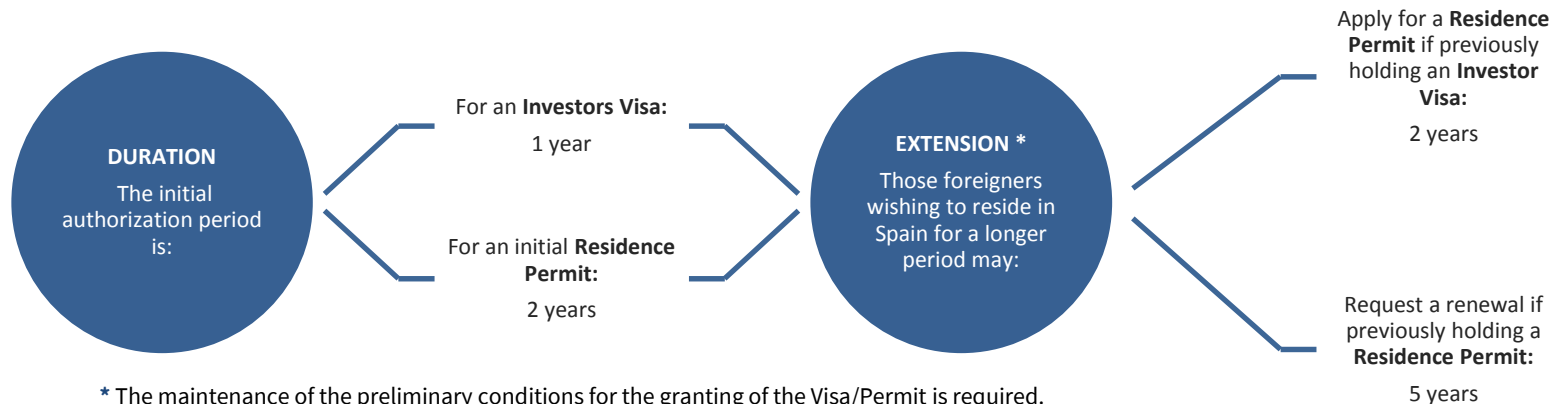 DURATION
The initial
authorization period
is:
For an Investors Visa:
1 year
For an initial Residence
Permit:
2 years
EXTENSION *
Those foreigners
wishing to reside in
Spain for a longer
period may:
Apply for a Residence
Permit if previously
holding an Investor
Visa:
2 years
Request a renewal if
previously holding a
Residence Permit:
5 years
* The maintenance of the preliminary conditions for the granting of the Visa/Permit is required.